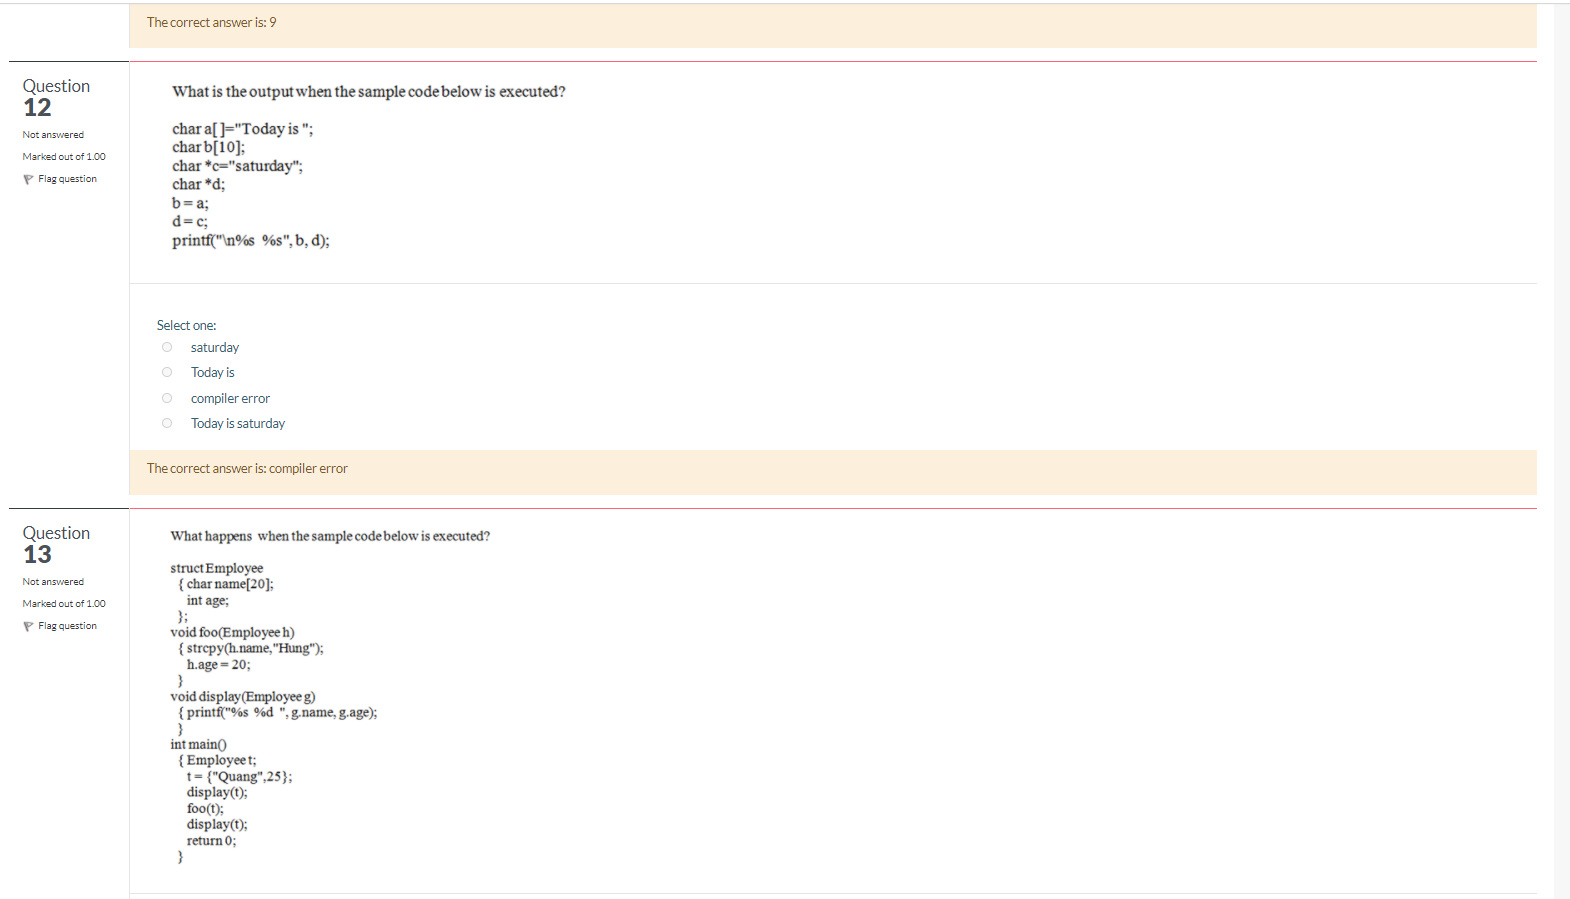 The correct answer is: 9
Question
12
Not answered
Marked out of 1.00
Flag question
What is the output when the sample code below is executed?
char a[ ]="Today is ";
char b[10];
char *c="saturday";
char *d;
b = a;
d = c;
printf("\n%s  %s", b, d);
Select one:
saturday
Today is
compiler error
Today is saturday
The correct answer is: compiler error
Question
13
Not answered
Marked out of 1.00
Flag question
What happens  when the sample code below is executed?
struct Employee
{ char name[20];
int age;
};
void foo(Employee h)
{ strcpy(h.name,"Hung");
h.age = 20;
}
void display(Employee g)
{ printf("%s  %d  ", g.name, g.age);
}
int main()
{ Employee t;
t = {"Quang",25};
display(t);
foo(t);
display(t);
return 0;
}